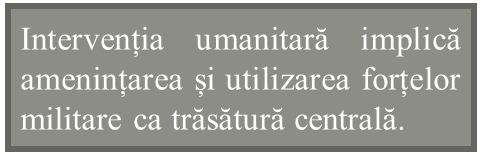 Intervenția umanitară implică
amenințarea și utilizarea forțelor
militare ca trăsătură centrală.